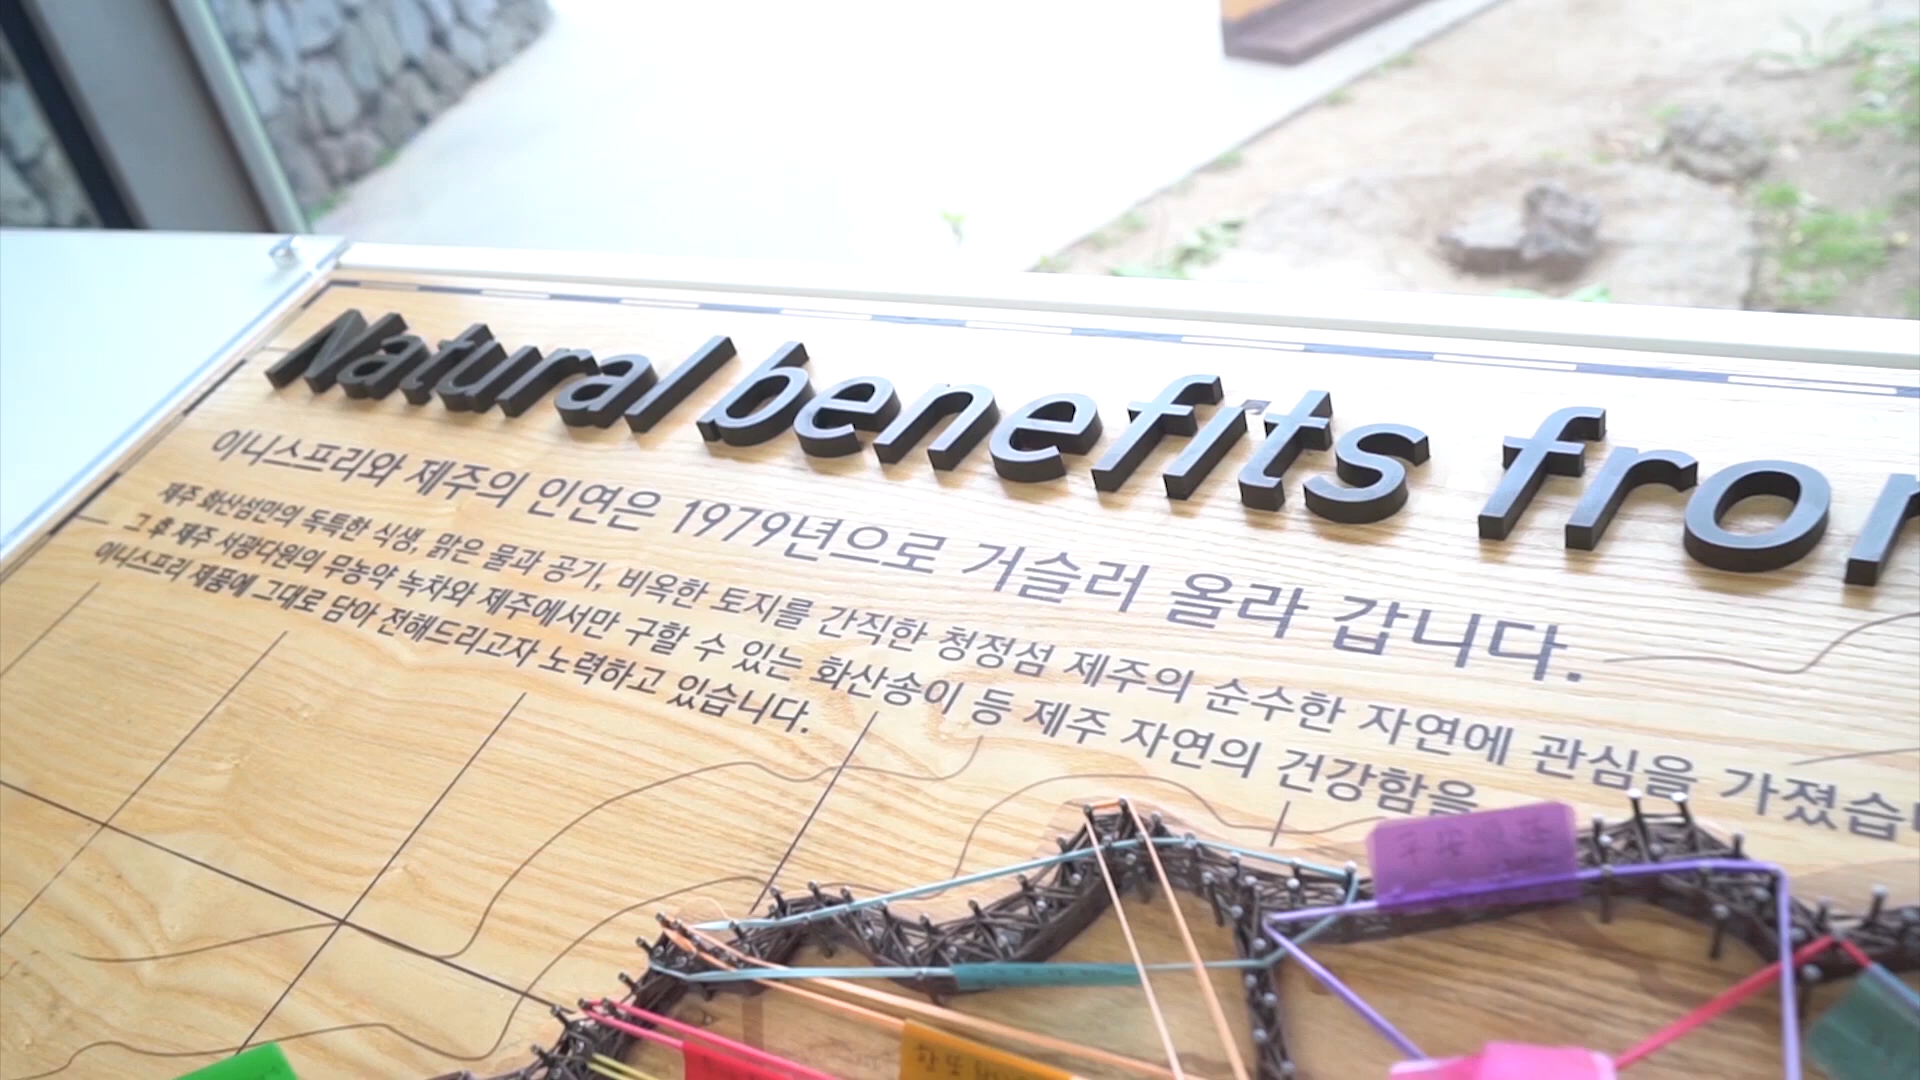 Natural benefits
이니스프리와 제주의 인연은 1979년으로 거슬러 올라 갑니다.
제주 화산섬만의 독특한 식생, 맑은 물과 공기, 비옥한 토지를 간직한 청정섬 제주의 순수한 자연에 관심을
그 후 제주 서광다원의 무농약 녹차와 제주에서만 구할 수 있는 화산송이 등 제주 자연의 건강함을
이니스프리 제품에 그대로 담아 전해드리고자 노력하고 있습니다.